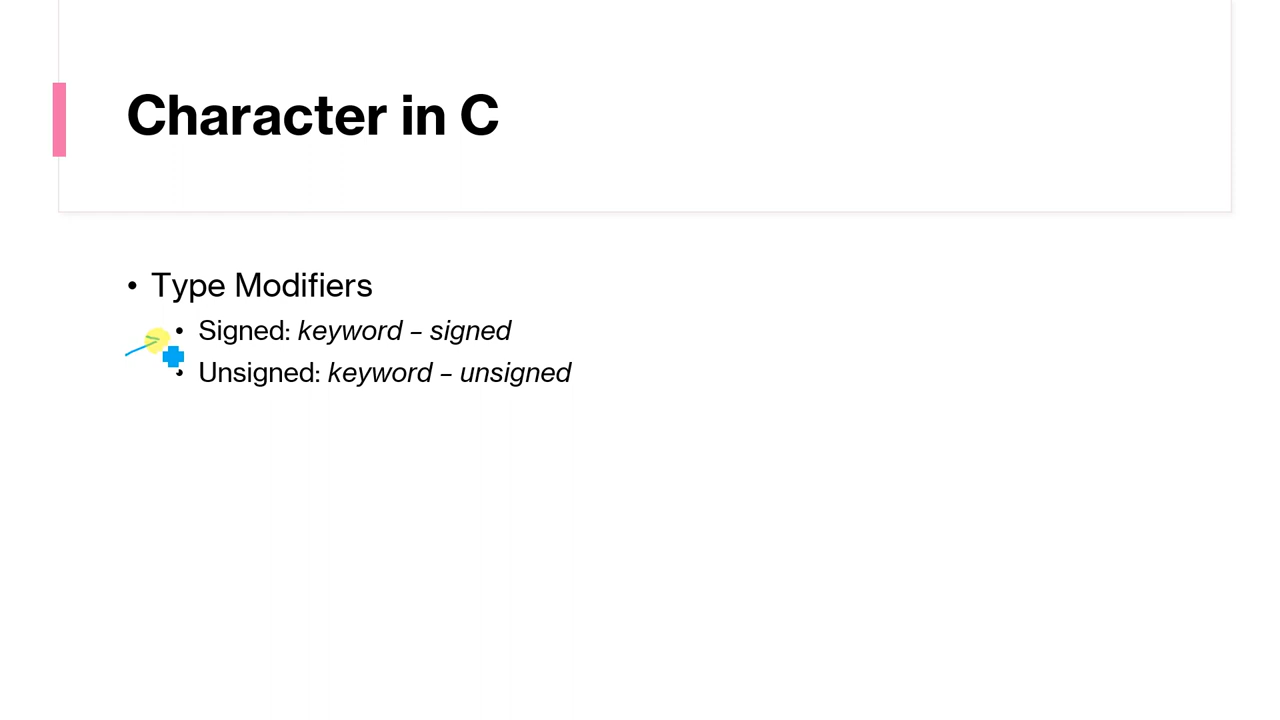 Character in C
• Type Modifiers
• Signed: keyword – signed
• Unsigned: keyword – unsigned